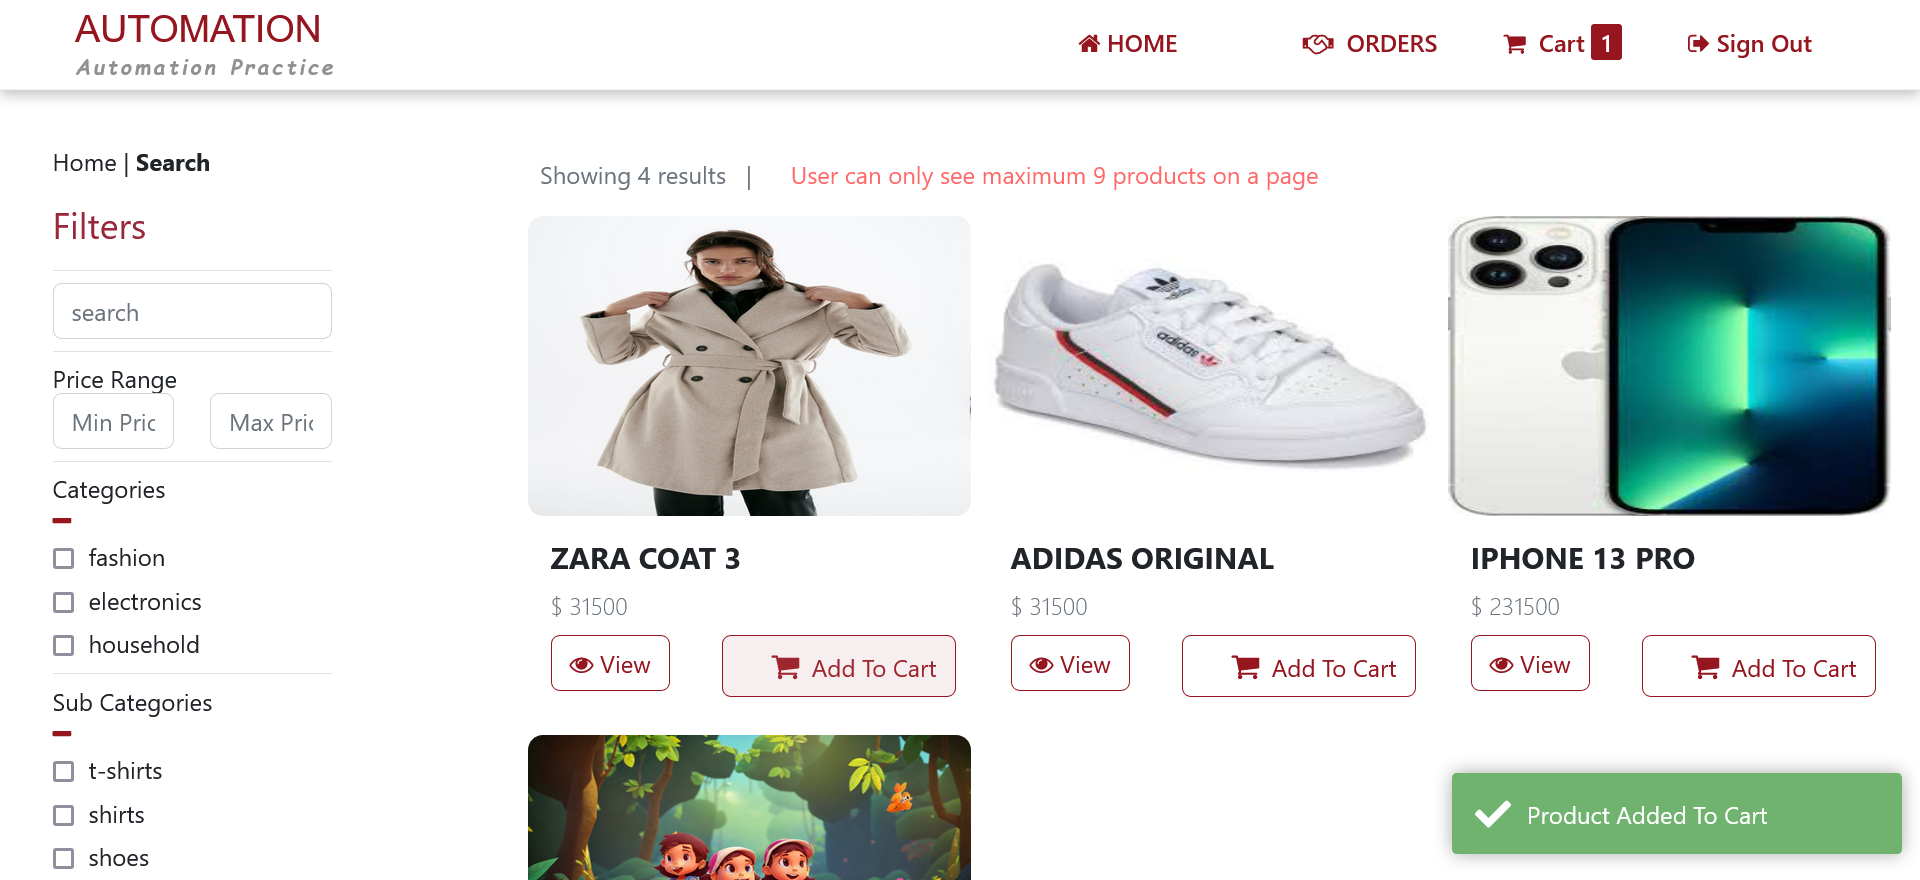 AUTOMATION
Automation Practice
HOME
ORDERS
Cart 1
Sign Out
Home | Search
Filters
search
Price Range
Min Pric
Max Pric
Categories
fashion
electronics
household
Sub Categories
t-shirts
shirts
shoes
Showing 4 results |
User can only see maximum 9 products on a page
ZARA COAT 3
$ 31500
View
Add To Cart
adidas
adidas
ADIDAS ORIGINAL
$ 31500
View
Add To Cart
IPHONE 13 PRO
$ 231500
View
Add To Cart
Product Added To Cart